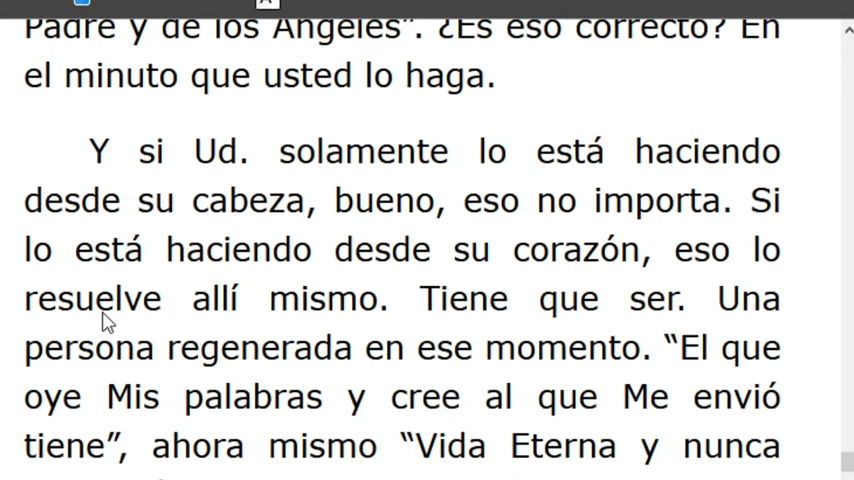 Padre y de los Ángeles”. ¿Es eso correcto? En
el minuto que usted lo haga.
Y si Ud. solamente lo está haciendo
desde su cabeza, bueno, eso no importa. Si
lo está haciendo desde su corazón, eso lo
resuelve allí mismo. Tiene que ser. Una
persona regenerada en ese momento. “El que
oye Mis palabras y cree al que Me envió
tiene”, ahora mismo “Vida Eterna y nunca